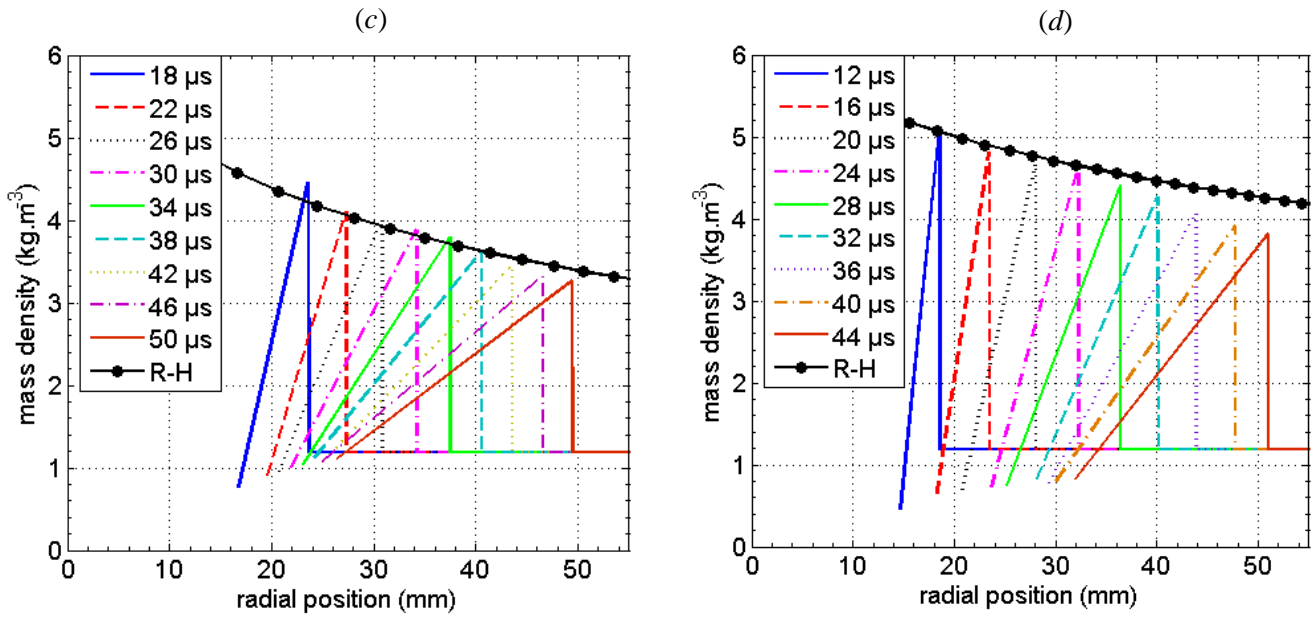 (c)
6
5
4
3
2
1
0
mass density (kg.m-3)
18 µs
22 µs
26 µs
30 µs
34 µs
38 µs
42 µs
46 µs
50 µs
R-H
0 10 20 30 40 50
radial position (mm)
(d)
6
5
4
3
2
1
0
mass density (kg.m-3)
12 µs
16 µs
20 µs
24 µs
28 µs
32 µs
36 µs
40 µs
44 µs
R-H
0 10 20 30 40 50
radial position (mm)